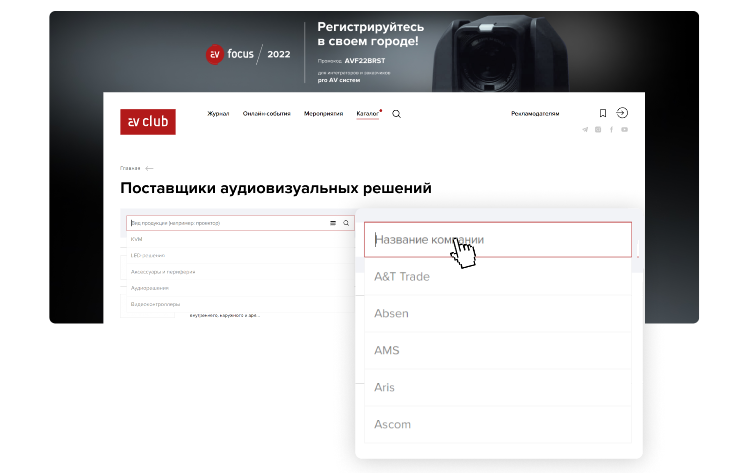 Регистрируйтесь
в своем городе!
av focus / 2022
Промокод AVF22BRST
для интеграторов и заказчиков
pro AV систем
av club
Журнал Онлайн-события Мероприятия Каталог
Рекламодателям
Главная
Поставщики аудиовизуальных решений
Вид продукции (например: проектор)
KVM
LED решения
Аксессуары и периферия
Аудиорешения
Видеоконтроллеры
внутреннего, наружного и аре...
Название компании
A&T Trade
Absen
AMS
Aris
Ascom